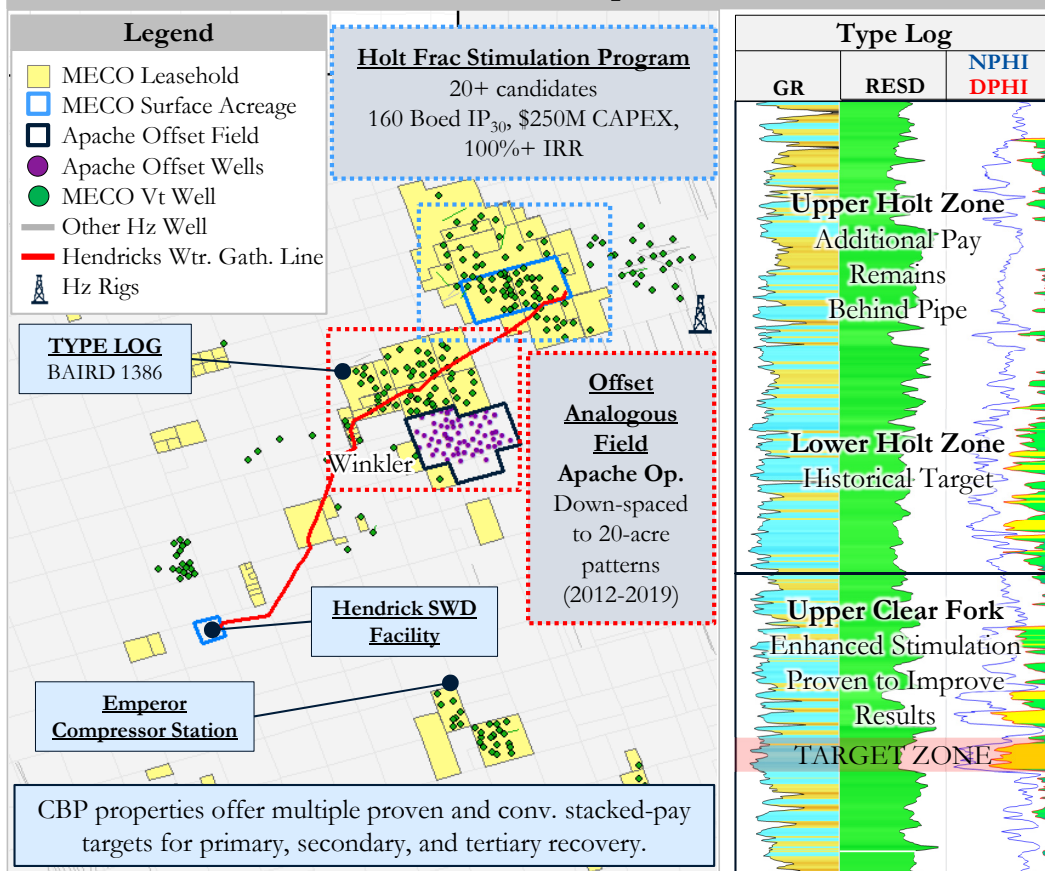 Legend
MECO Leasehold
MECO Surface Acreage
Apache Offset Field
Apache Offset Wells
MECO Vt Well
Other Hz Well
Hendricks Wtr. Gath. Line
Hz Rigs
Holt Frac Stimulation Program
20+ candidates
160 Boed IP30, $250M CAPEX,
100%+ IRR
TYPE LOG
BAIRD 1386
Winkler
Offset
Analogous
Field
Apache Op.
Down-spaced
to 20-acre
patterns
(2012-2019)
Hendrick SWD
Facility
Emperor
Compressor Station
CBP properties offer multiple proven and conv. stacked-pay
targets for primary, secondary, and tertiary recovery.
Type Log
GR
RESD
NPHI
DPHI
Upper Holt Zone
Additional Pay
Remains
Behind Pipe
Lower Holt Zone
Historical Target
Upper Clear Fork
Enhanced Stimulation
Proven to Improve
Results
TARGET ZONE